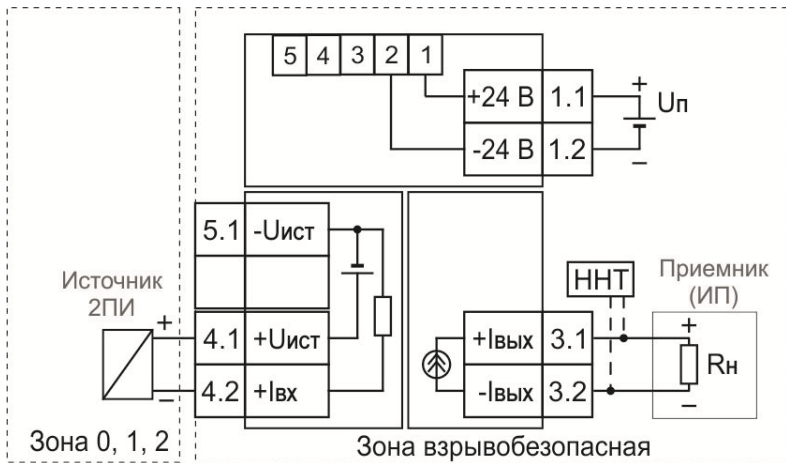 5 4 3 2 1
+24 В 1.1
-24 В 1.2
+
Uп
–
5.1 -Uист
4.1 +Uист
4.2 +Iвх
Источник
2ПИ
+
–
+Iвых 3.1
-Iвых 3.2
ННТ
Приемник
(ИП)
+
Rн
–
Зона 0, 1, 2
Зона взрывобезопасная